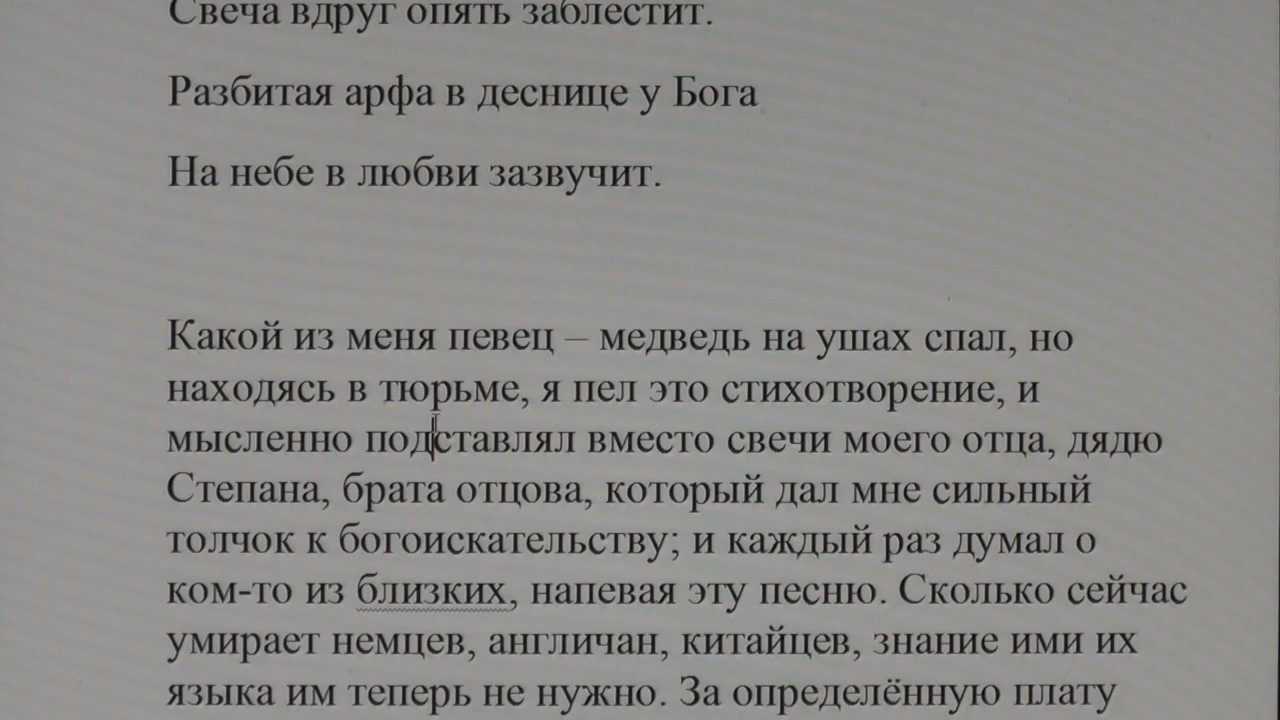 Свеча вдруг опять заблестит.
Разбитая арфа в деснице у Бога
На небе в любви зазвучит.
Какой из меня певец – медведь на ушах спал, но
находясь в тюрьме, я пел это стихотворение, и
мысленно подставлял вместо свечи моего отца, дядю
Степана, брата отцова, который дал мне сильный
толчок к богоискательству; и каждый раз думал о
ком-то из близких, напевая эту песню. Сколько сейчас
умирает немцев, англичан, китайцев, знание ими их
языка им теперь не нужно. За определённую плату